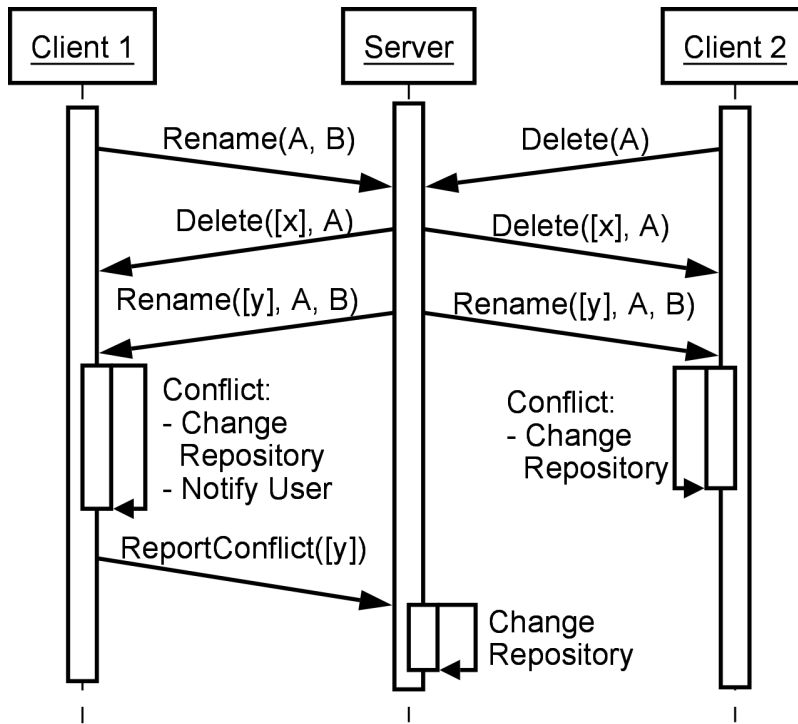 Client 1
Server
Client 2
Rename(A, B)
Delete(A)
Delete([x], A)
Delete([x], A)
Rename([y], A, B)
Rename([y], A, B)
Conflict:
- Change
Repository
- Notify User
Conflict:
- Change
Repository
ReportConflict([y])
Change
Repository